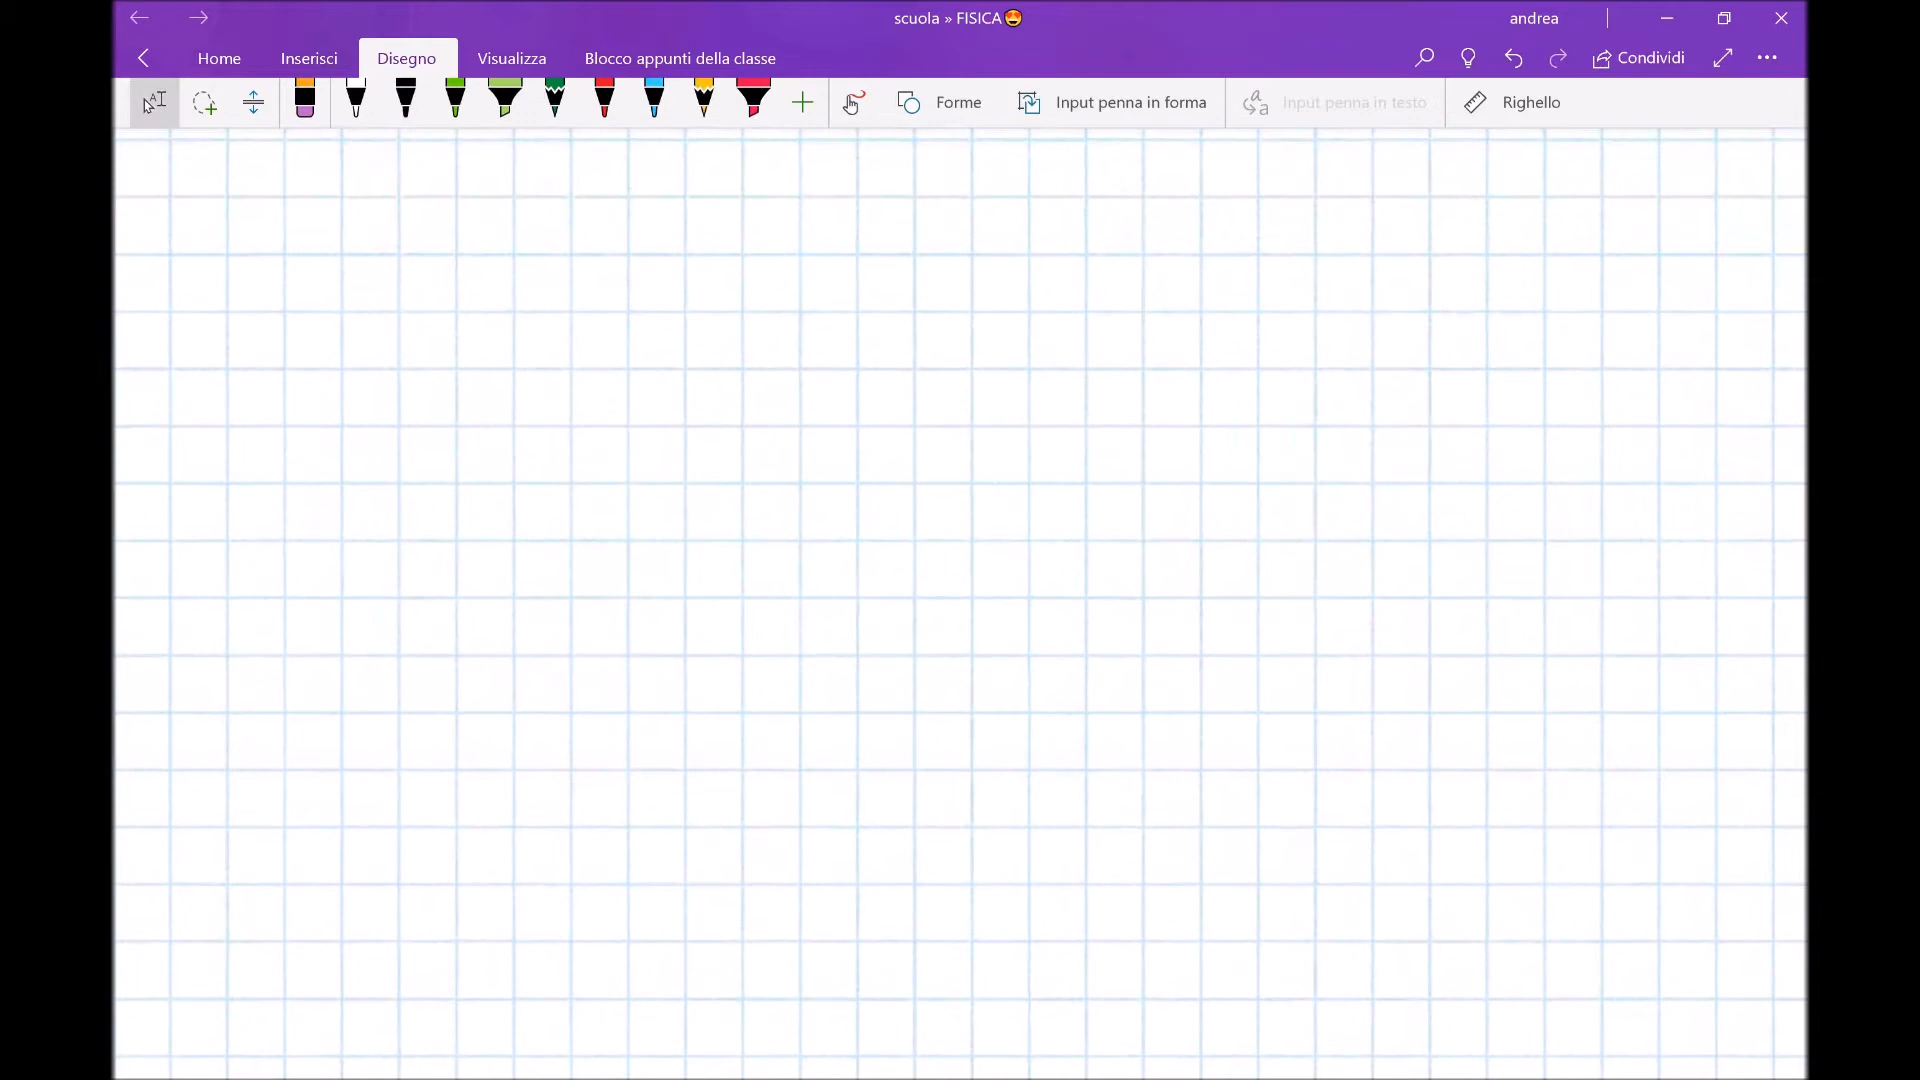 scuola » FISICA😍
andrea
Home Inserisci Disegno Visualizza Blocco appunti della classe Condividi
Forme Input penna in forma Input penna in testo Righello